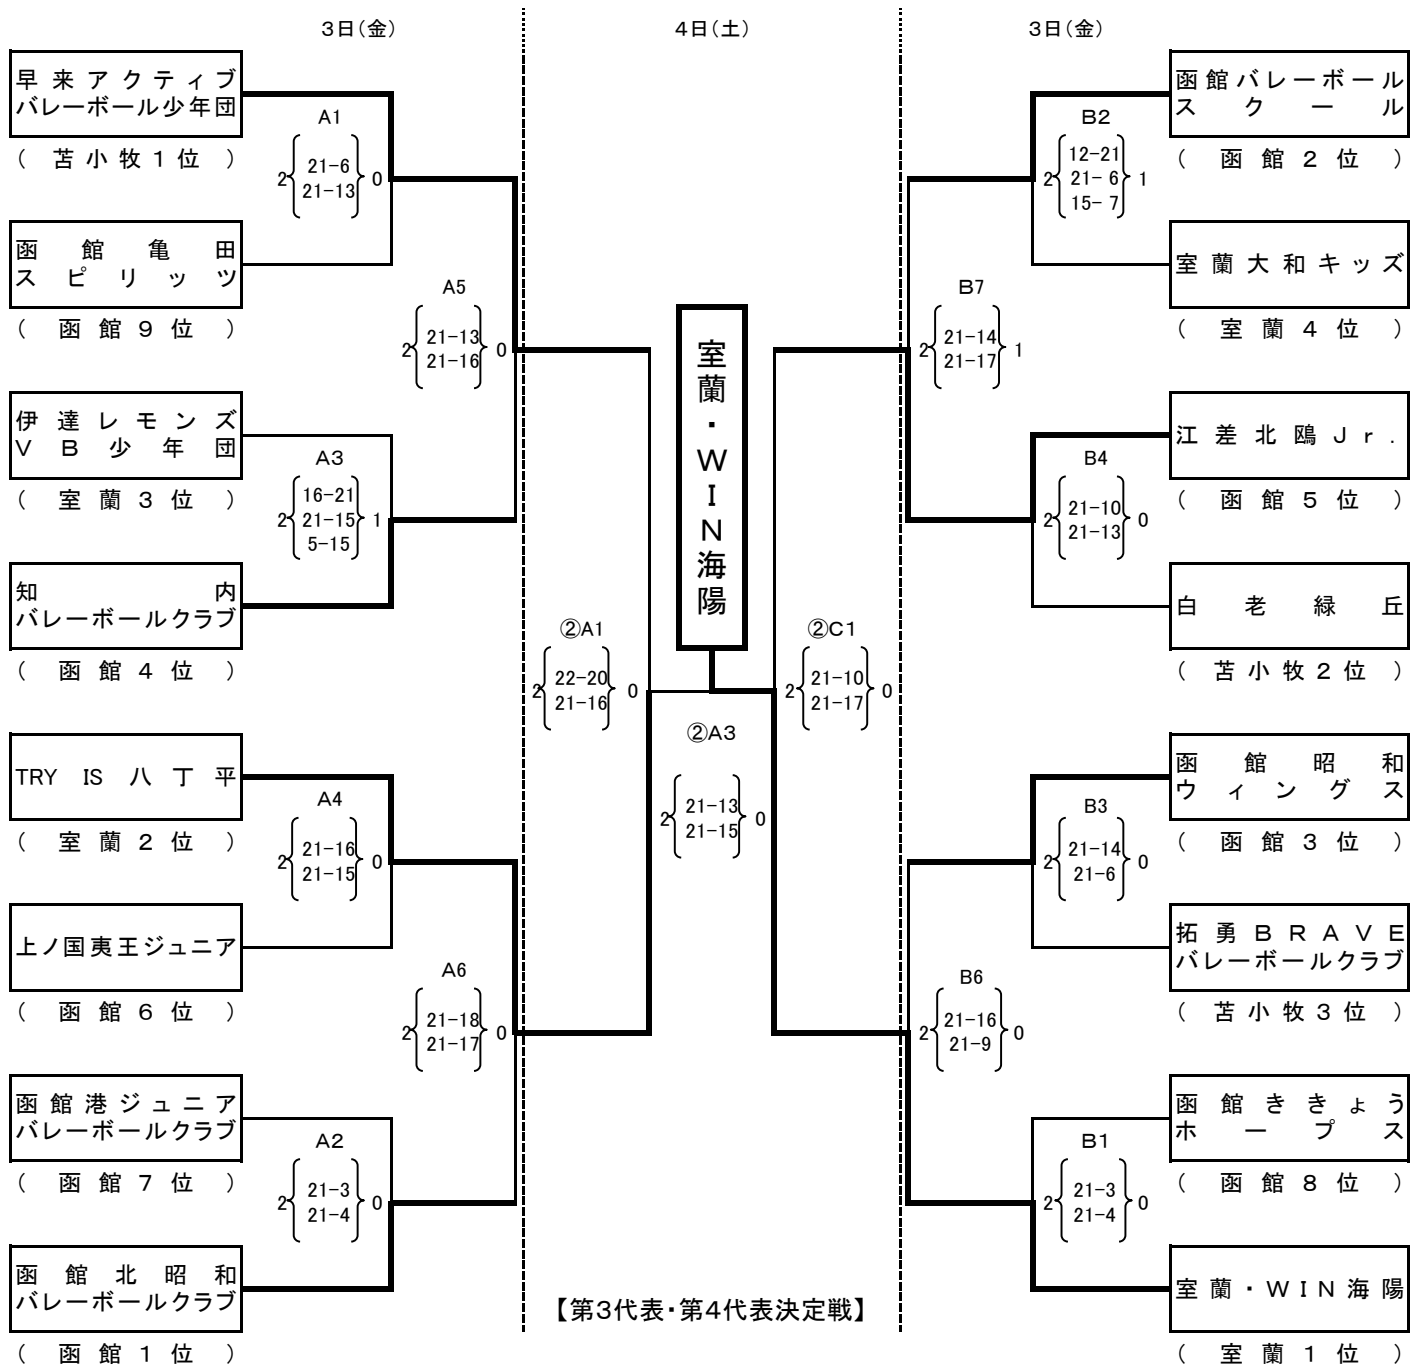 3日(金)
4日(土)
3日(金)
早来アクティブ
バレーボール少年団
( 苫小牧1位 )
A1
2 21-6 0
21-13
函館亀田
スピリッツ
( 函館9位 )
A5
2 21-13 0
21-16
伊達レモンズ
VB少年団
( 室蘭3位 )
A3
16-21
2 21-15 1
5-15
知内
バレーボールクラブ
( 函館4位 )
②A1
2 22-20 0
21-16
TRY IS 八丁平
( 室蘭2位 )
A4
2 21-16 0
21-15
上ノ国夷王ジュニア
( 函館6位 )
A6
2 21-18 0
21-17
函館港ジュニア
バレーボールクラブ
( 函館7位 )
A2
2 21-3 0
21-4
函館北昭和
バレーボールクラブ
( 函館1位 )
室蘭・WIN海陽
②A3
2 21-13 0
21-15
【第3代表・第4代表決定戦】
函館バレーボール
スクール
( 函館2位 )
B2
12-21
2 21- 6 1
15- 7
室蘭大和キッズ
( 室蘭4位 )
B7
2 21-14 1
21-17
江差北鴎Jr.
( 函館5位 )
B4
2 21-10 0
21-13
白老緑丘
( 苫小牧2位 )
②C1
2 21-10 0
21-17
函館昭和
ウィングス
( 函館3位 )
B3
2 21-14 0
21-6
拓勇BRAVE
バレーボールクラブ
( 苫小牧3位 )
B6
2 21-16 0
21-9
函館ききょう
ホープス
( 函館8位 )
B1
2 21-3 0
21-4
室蘭・WIN海陽
( 室蘭1位 )